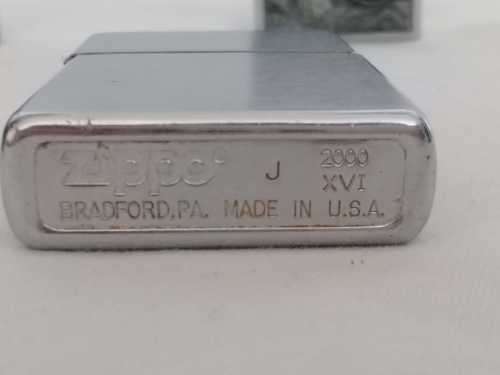 Zippo J 2000
XVI
BRADFORD,PA. MADE IN U.S.A.